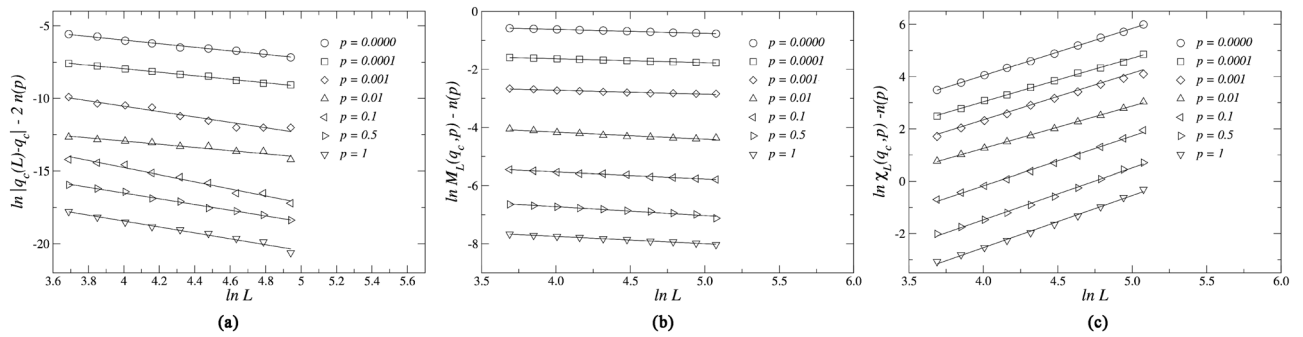 -5
-10
-15
-20
3.6 3.8 4 4.2 4.4 4.6 4.8 5 5.2 5.4 5.6
ln L
ln |q_c(L)-q_c| - 2 n(p)
p = 0.0000
p = 0.0001
p = 0.001
p = 0.01
p = 0.1
p = 0.5
p = 1
(a)
0
-2
-4
-6
-8
3.5 4.0 4.5 5.0 5.5 6.0
ln L
ln M_L(q_c,p) - n(p)
p = 0.0000
p = 0.0001
p = 0.001
p = 0.01
p = 0.1
p = 0.5
p = 1
(b)
6
4
2
0
-2
3.5 4.0 4.5 5.0 5.5 6.0
ln L
ln χ_L(q_c,p) -n(p)
p = 0.0000
p = 0.0001
p = 0.001
p = 0.01
p = 0.1
p = 0.5
p = 1
(c)